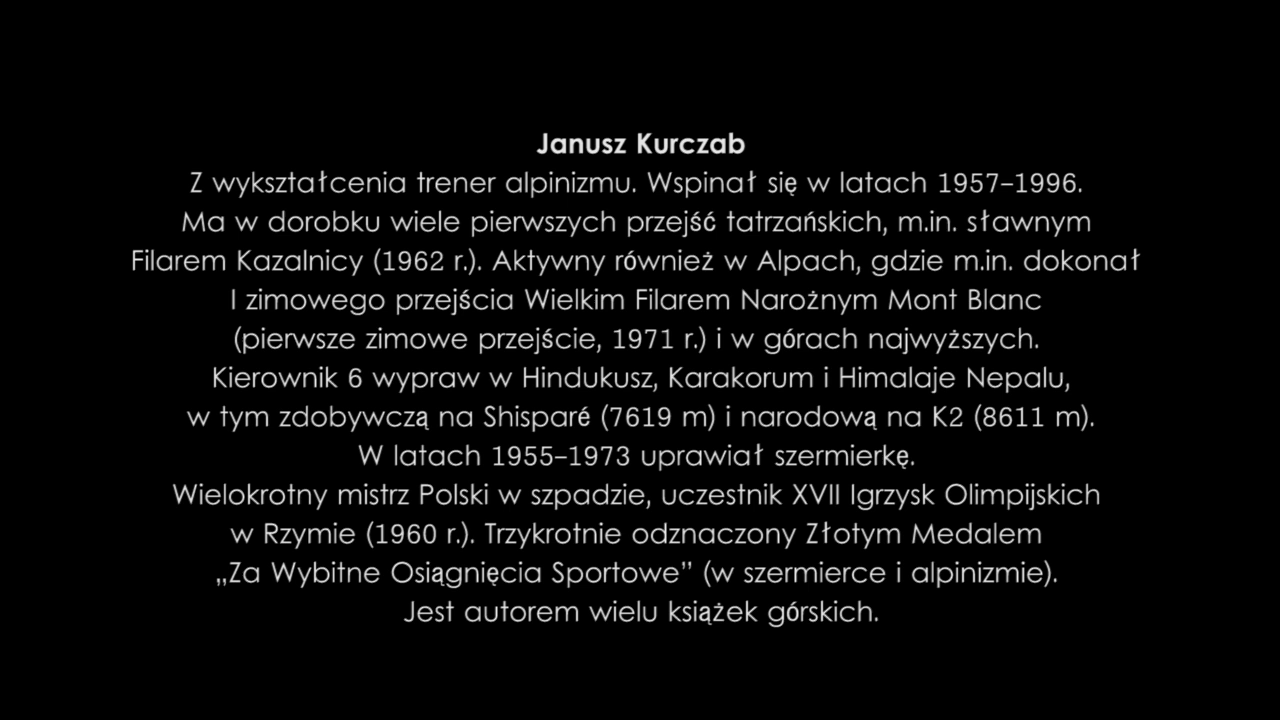 Janusz Kurczab
Z wykształcenia trener alpinizmu. Wspinał się w latach 1957–1996.
Ma w dorobku wiele pierwszych przejść tatrzańskich, m.in. sławnym
Filarem Kazalnicy (1962 r.). Aktywny również w Alpach, gdzie m.in. dokonał
I zimowego przejścia Wielkim Filarem Narożnym Mont Blanc
(pierwsze zimowe przejście, 1971 r.) i w górach najwyższych.
Kierownik 6 wypraw w Hindukusz, Karakorum i Himalaje Nepalu,
w tym zdobywczą na Shisparé (7619 m) i narodową na K2 (8611 m).
W latach 1955–1973 uprawiał szermierkę.
Wielokrotny mistrz Polski w szpadzie, uczestnik XVII Igrzysk Olimpijskich
w Rzymie (1960 r.). Trzykrotnie odznaczony Złotym Medalem
„Za Wybitne Osiągnięcia Sportowe” (w szermierce i alpinizmie).
Jest autorem wielu książek górskich.